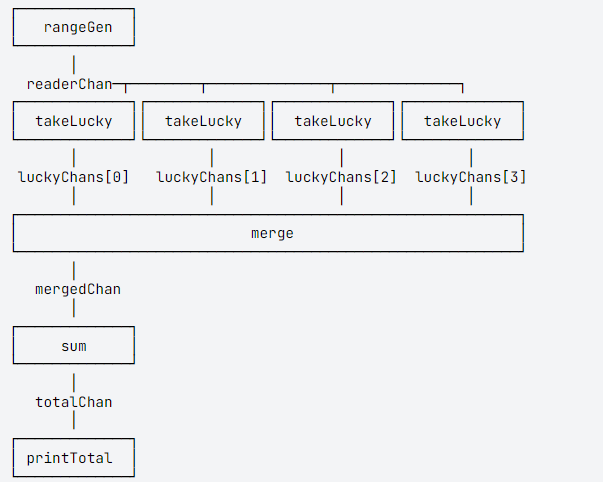 rangeGen
readerChan
takeLucky takeLucky takeLucky takeLucky
luckyChans[0] luckyChans[1] luckyChans[2] luckyChans[3]
merge
mergedChan
sum
totalChan
printTotal